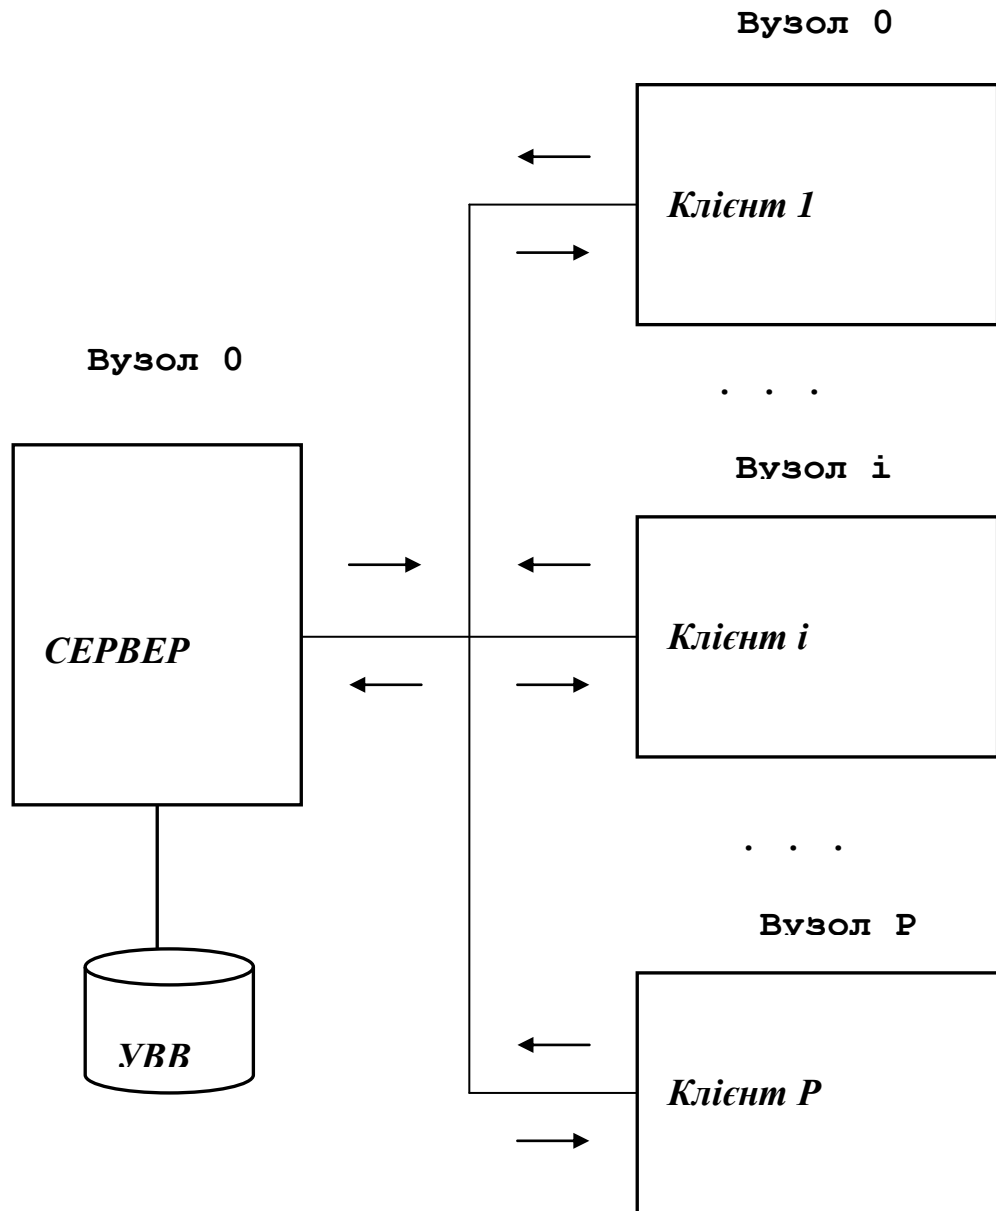 Вузол 0
Клієнт 1
Вузол 0
. . .
Вузол i
СЕРВЕР
Клієнт i
. . .
Вузол P
УВВ
Клієнт P